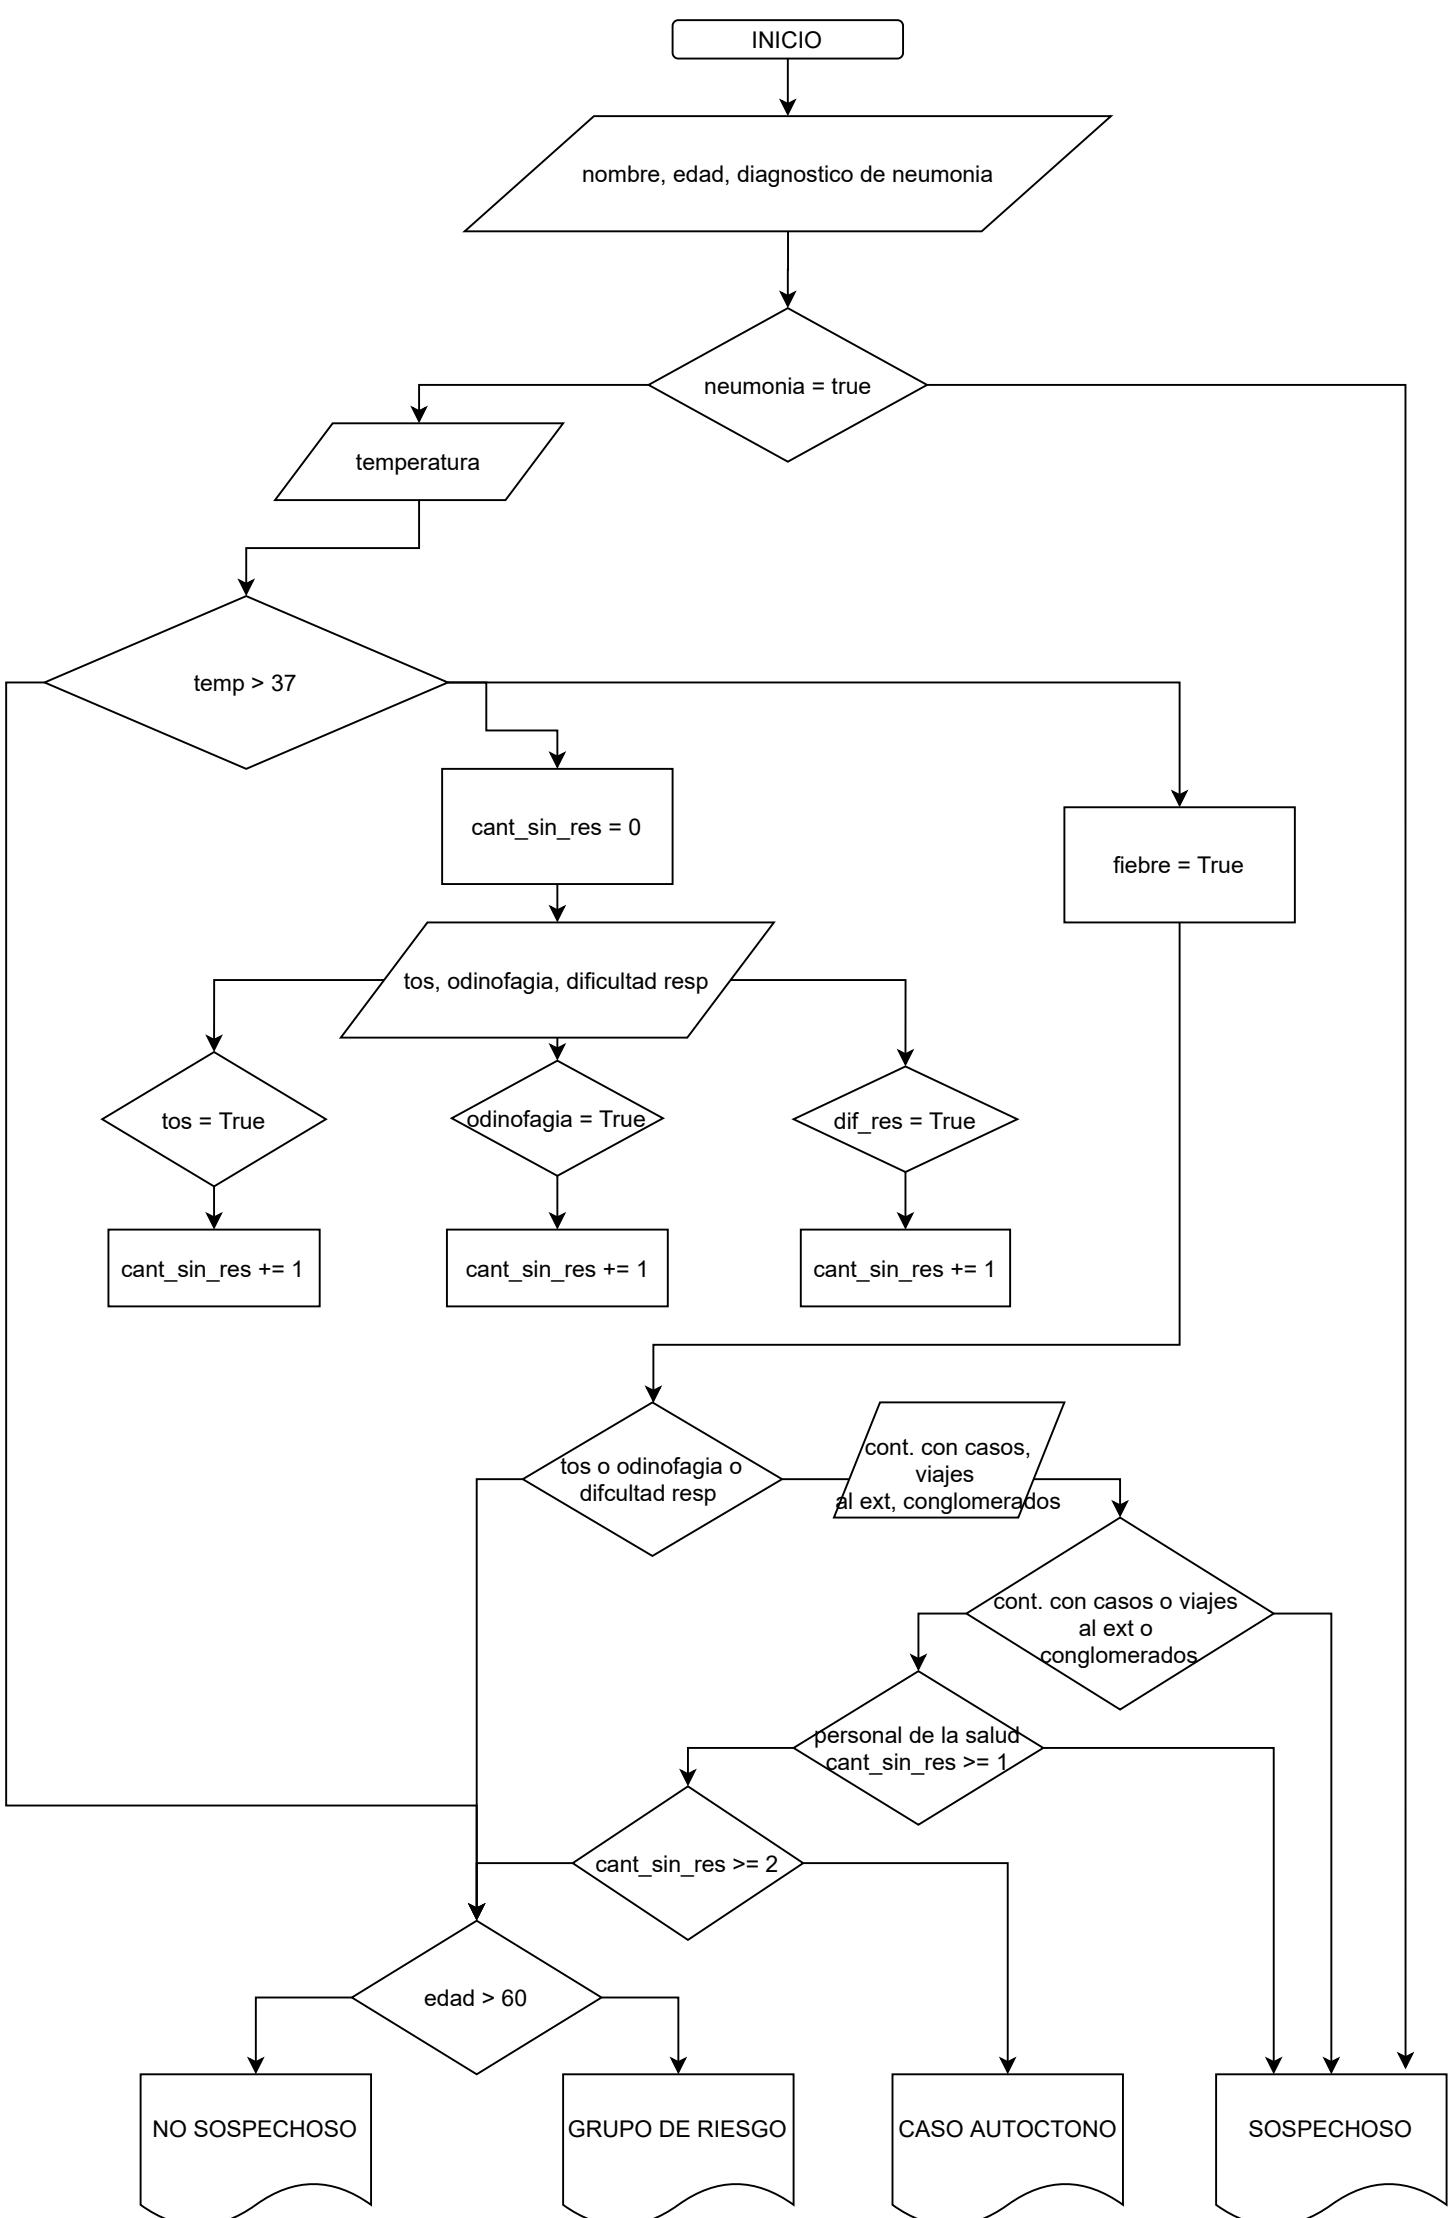 INICIO
nombre, edad, diagnostico de neumonia
neumonia = true
temperatura
temp > 37
cant_sin_res = 0
fiebre = True
tos, odinofagia, dificultad resp
tos = True
odinofagia = True
dif_res = True
cant_sin_res += 1
cant_sin_res += 1
cant_sin_res += 1
tos o odinofagia o
difcultad resp
cont. con casos,
viajes
al ext, conglomerados
cont. con casos o viajes
al ext o
conglomerados
personal de la salud
cant_sin_res >= 1
cant_sin_res >= 2
edad > 60
NO SOSPECHOSO
GRUPO DE RIESGO
CASO AUTOCTONO
SOSPECHOSO